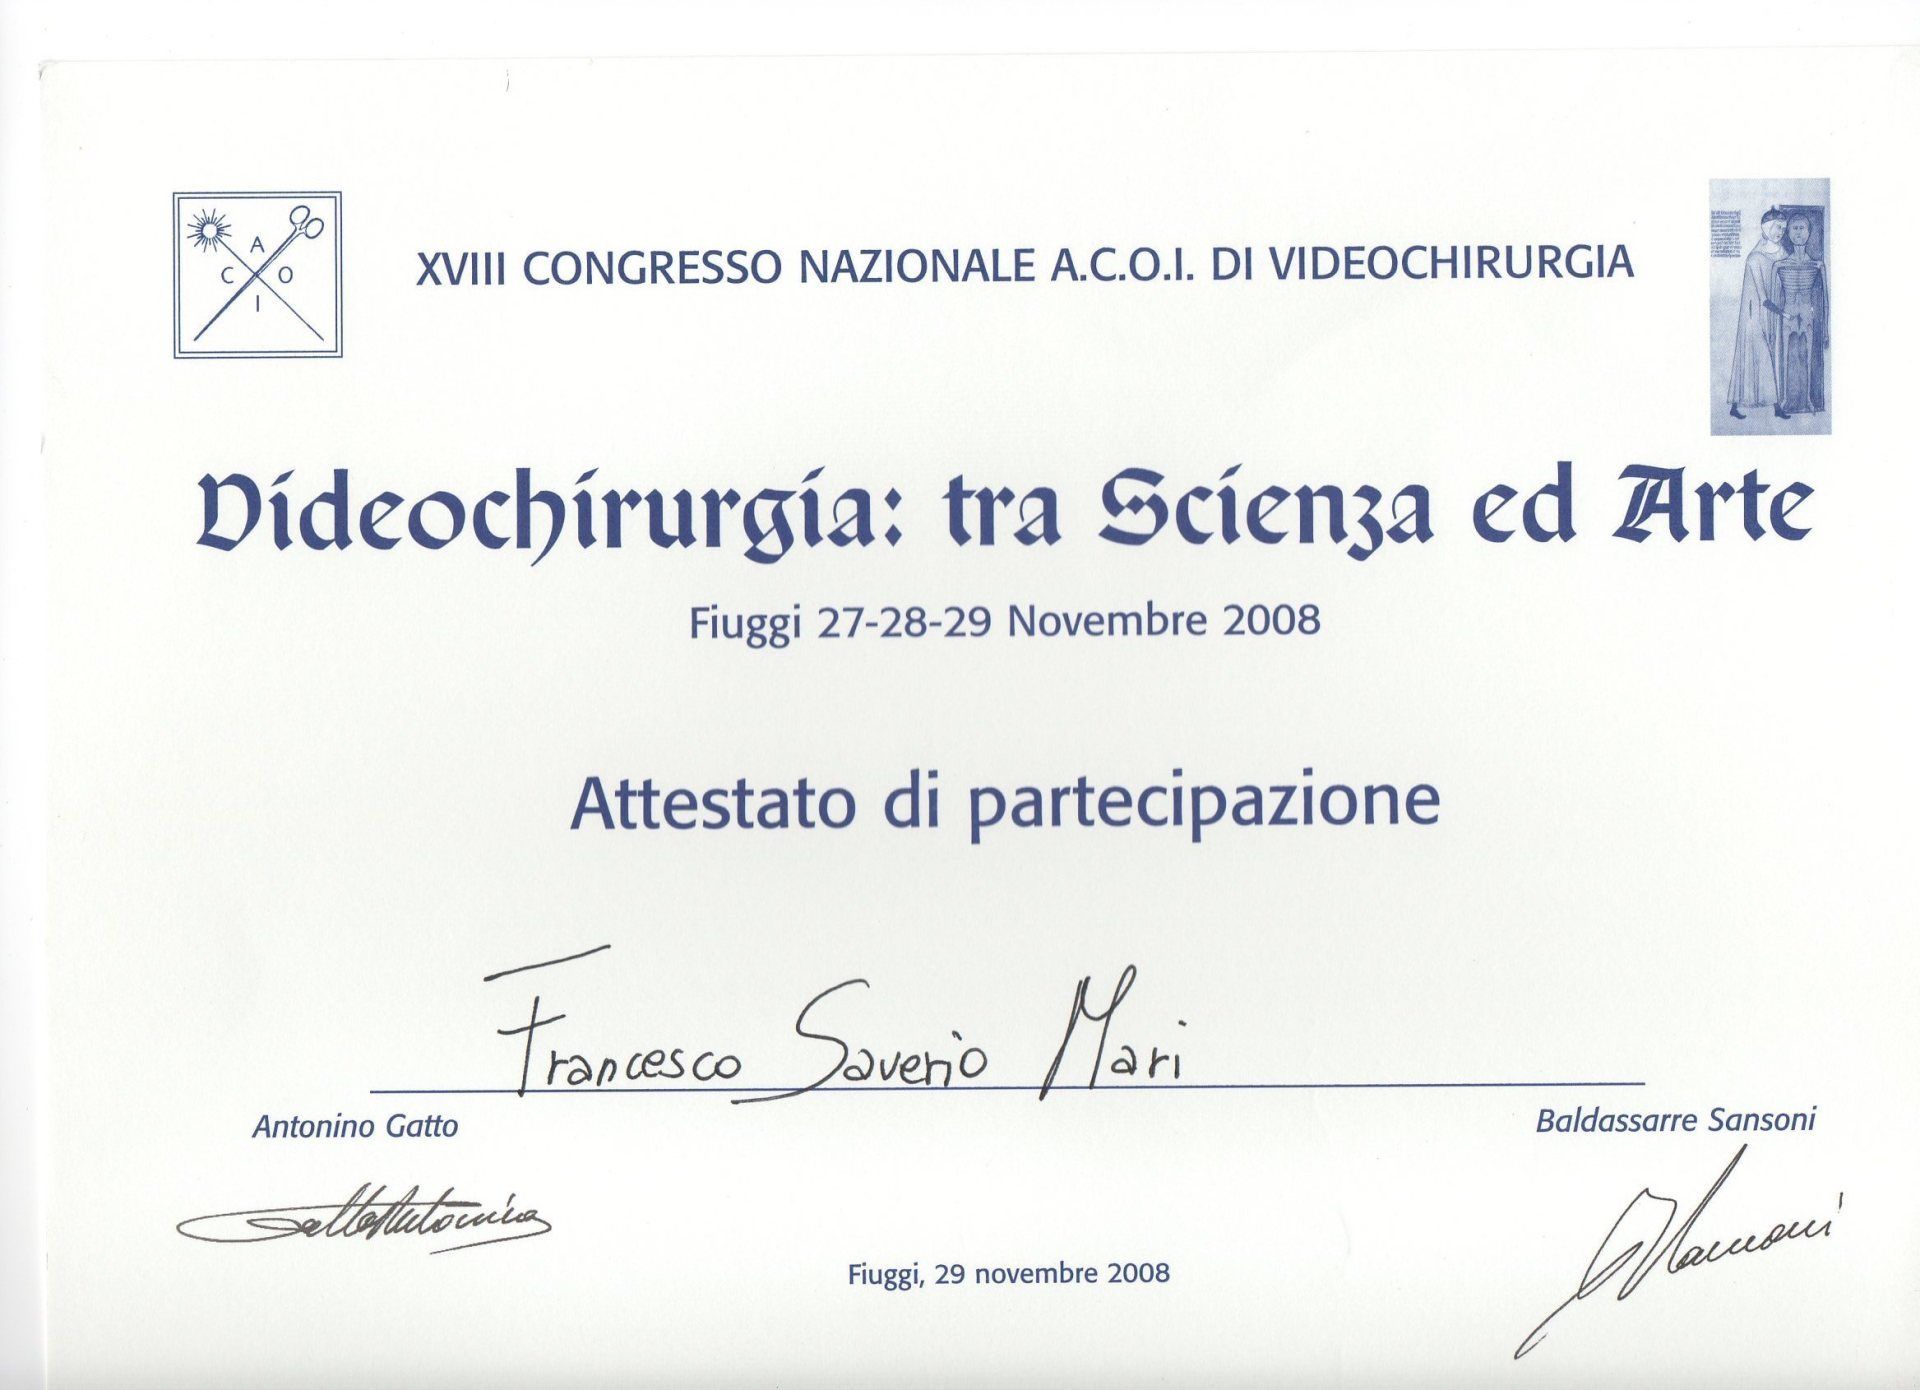 A
C O
I
XVIII CONGRESSO NAZIONALE A.C.O.I. DI VIDEOCHIRURGIA
Videochirurgia: tra Scienza ed Arte
Fiuggi 27-28-29 Novembre 2008
Attestato di partecipazione
Francesco Saverio Mari
Antonino Gatto
Baldassarre Sansoni
Fiuggi, 29 novembre 2008